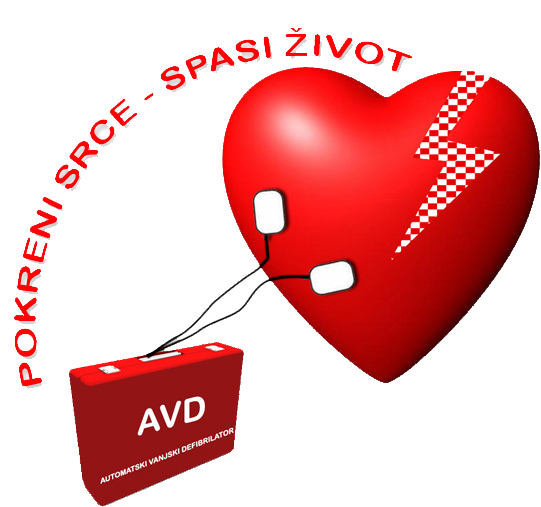 POKRENI SRCE - SPASI ŽIVOT
AVD
AUTOMATSKI VANJSKI DEFIBRILATOR